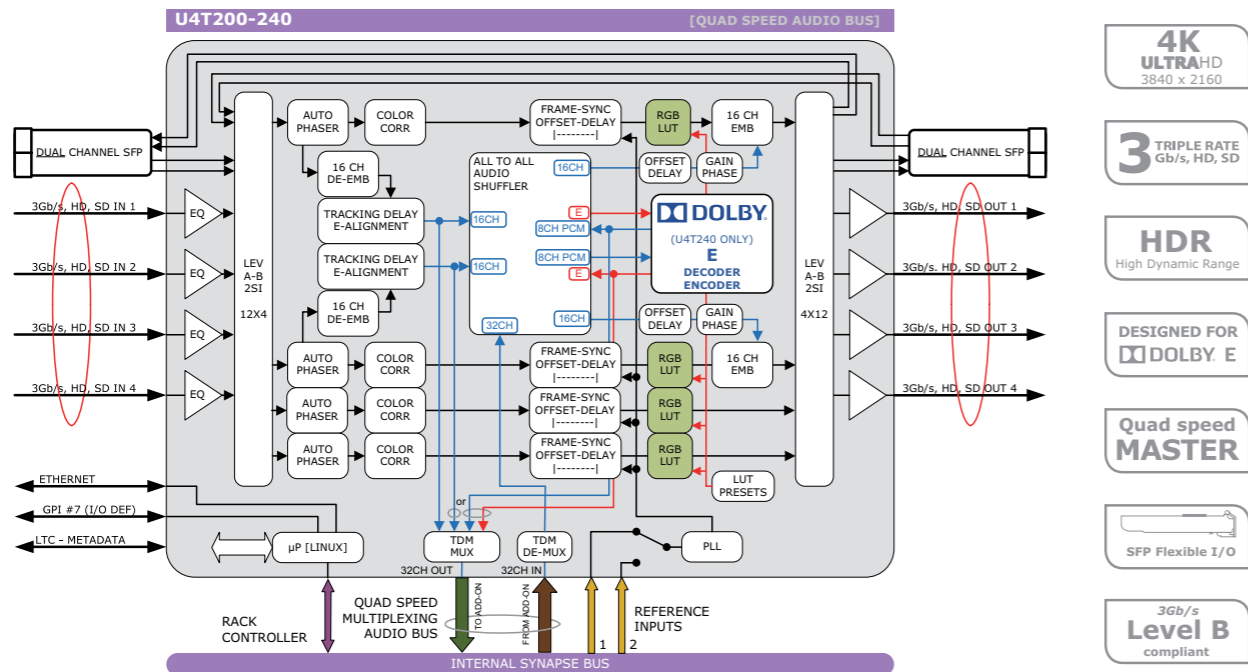 U4T200-240
[QUAD SPEED AUDIO BUS]
DUAL CHANNEL SFP
3Gb/s, HD, SD IN 1
3Gb/s, HD, SD IN 2
3Gb/s, HD, SD IN 3
3Gb/s, HD, SD IN 4
EQ
EQ
EQ
EQ
LEV
A-B
2SI
12X4
AUTO
PHASER
COLOR
CORR
16 CH
DE-EMB
TRACKING DELAY
E-ALIGNMENT
TRACKING DELAY
E-ALIGNMENT
16 CH
DE-EMB
AUTO
PHASER
COLOR
CORR
AUTO
PHASER
COLOR
CORR
AUTO
PHASER
COLOR
CORR
ALL TO ALL
AUDIO
SHUFFLER
16CH
16CH
16CH
E
8CH PCM
8CH PCM
E
16CH
32CH
FRAME-SYNC
OFFSET-DELAY
|--------|
RGB
LUT
16 CH
EMB
OFFSET
DELAY
GAIN
PHASE
DOLBY
(U4T240 ONLY)
E
DECODER
ENCODER
OFFSET
DELAY
GAIN
PHASE
FRAME-SYNC
OFFSET-DELAY
|--------|
RGB
LUT
16 CH
EMB
FRAME-SYNC
OFFSET-DELAY
|--------|
RGB
LUT
FRAME-SYNC
OFFSET-DELAY
|--------|
RGB
LUT
LUT
PRESETS
LEV
A-B
2SI
4X12
DUAL CHANNEL SFP
3Gb/s, HD, SD OUT 1
3Gb/s. HD, SD OUT 2
3Gb/s, HD, SD OUT 3
3Gb/s, HD, SD OUT 4
ETHERNET
GPI #7 (I/O DEF)
LTC - METADATA
µP [LINUX]
or
TDM
MUX
TDM
DE-MUX
PLL
32CH OUT
32CH IN
RACK
CONTROLLER
QUAD SPEED
MULTIPLEXING
AUDIO BUS
TO ADD-ON
FROM ADD-ON
1
2
REFERENCE
INPUTS
INTERNAL SYNAPSE BUS
4K
ULTRAHD
3840 x 2160
3 TRIPLE RATE
Gb/s, HD, SD
HDR
High Dynamic Range
DESIGNED FOR
DOLBY E
Quad speed
MASTER
SFP Flexible I/O
3Gb/s
Level B
compliant